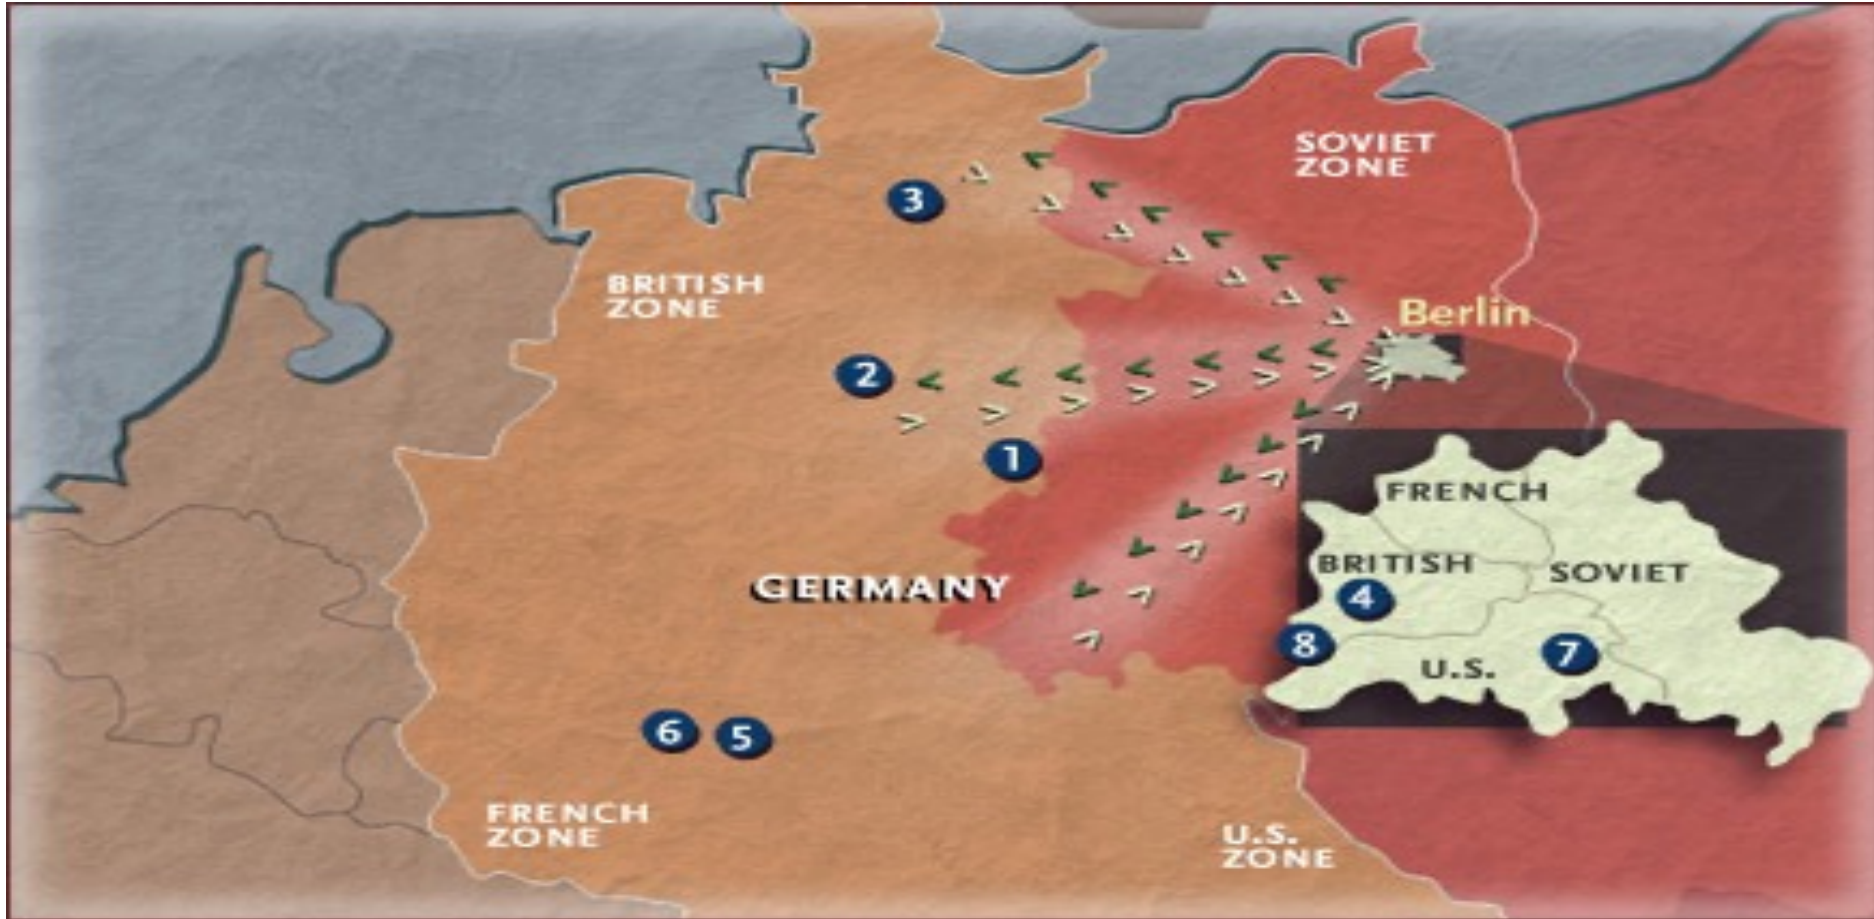 SOVIET
ZONE
3
BRITISH
ZONE
Berlin
2
1
FRENCH
BRITISH
SOVIET
GERMANY
4
8
7
U.S.
6
5
FRENCH
ZONE
U.S.
ZONE